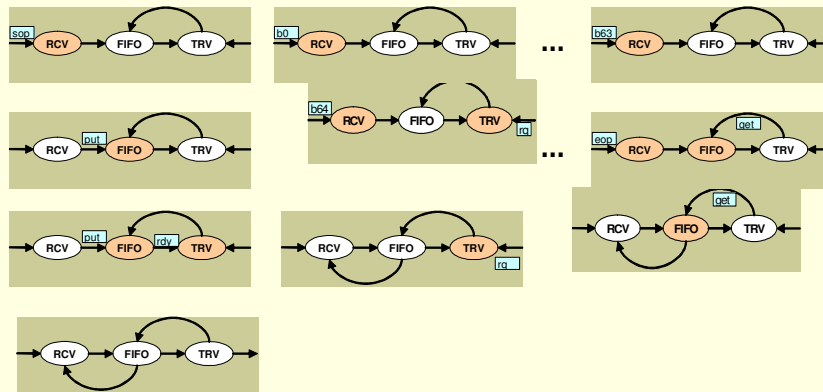 sop RCV FIFO TRV
b0 RCV FIFO TRV
...
b63 RCV FIFO TRV
b64 RCV FIFO TRV rq
put RCV FIFO TRV
...
eop RCV FIFO get TRV
RCV put FIFO rdy TRV
RCV FIFO TRV rq
get
RCV FIFO TRV
RCV FIFO TRV